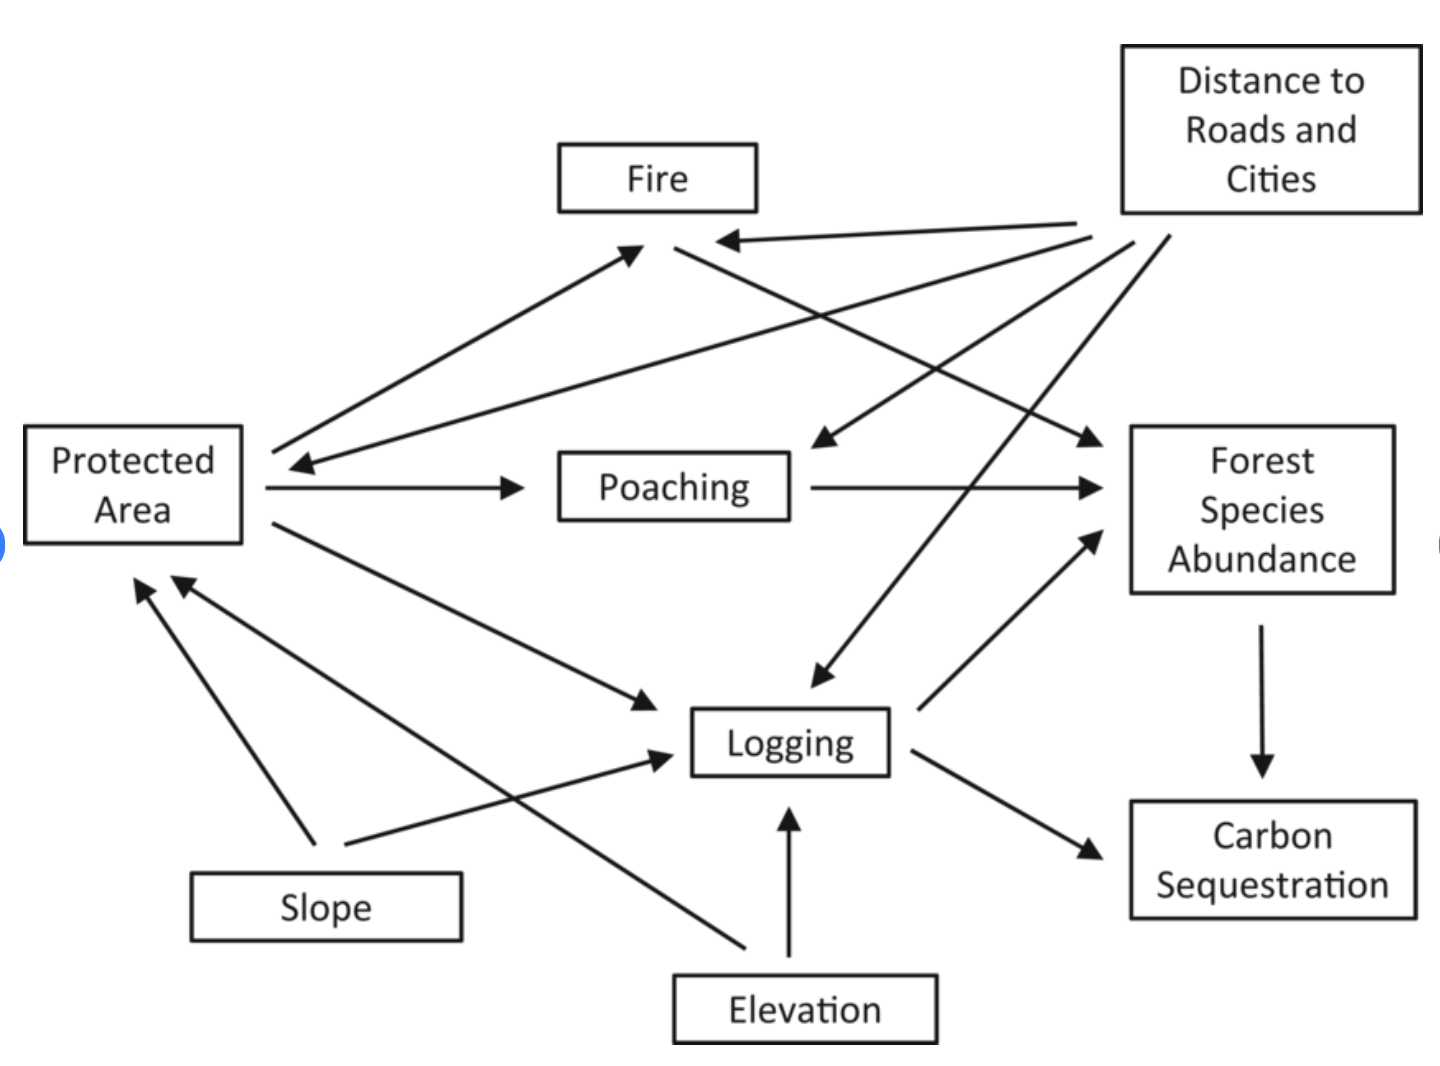 Distance to
Roads and
Cities
Fire
Protected
Area
Poaching
Forest
Species
Abundance
Logging
Carbon
Sequestration
Slope
Elevation